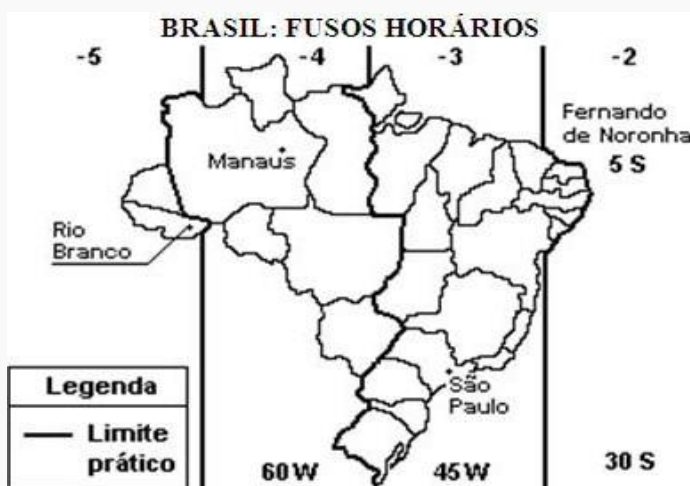 BRASIL: FUSOS HORÁRIOS
-5
-4
-3
-2
Fernando
de Noronha
5 S
Manaus
Rio
Branco
São
Paulo
Legenda
Limite
prático
60 W
45 W
30 S